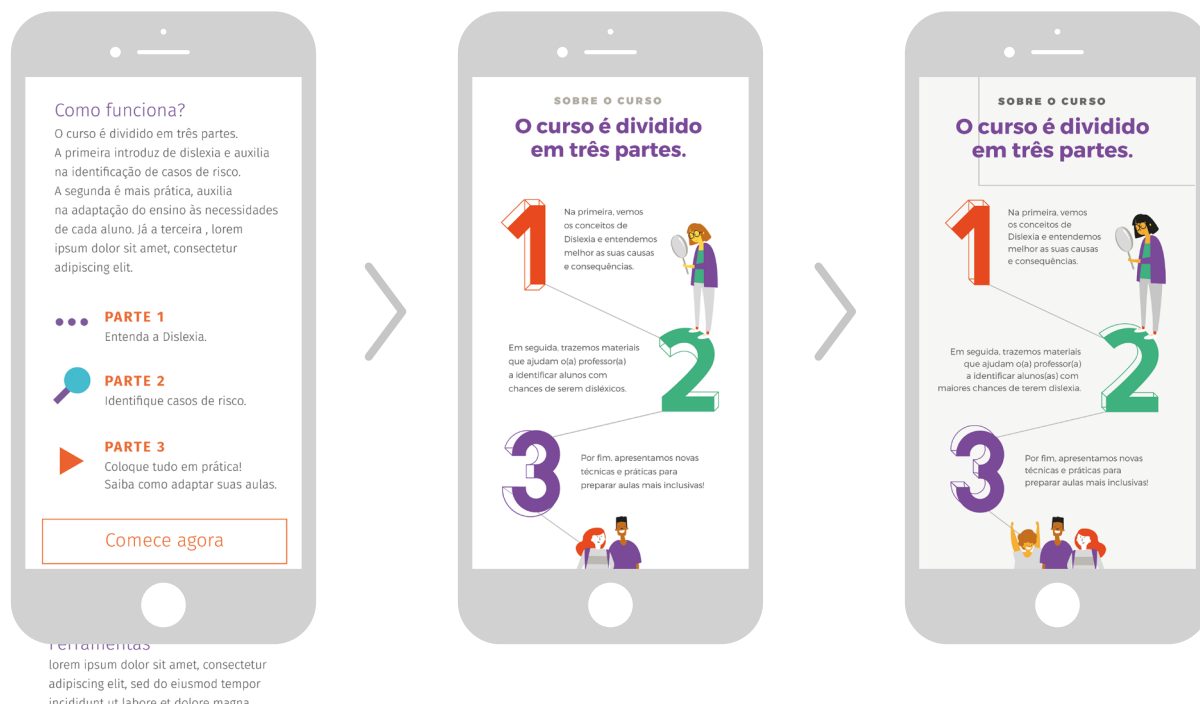 Como funciona?
O curso é dividido em três partes.
A primeira introduz de dislexia e auxilia
na identificação de casos de risco.
A segunda é mais prática, auxilia
na adaptação do ensino às necessidades
de cada aluno. Já a terceira , lorem
ipsum dolor sit amet, consectetur
adipiscing elit.
PARTE 1
Entenda a Dislexia.
PARTE 2
Identifique casos de risco.
PARTE 3
Coloque tudo em prática!
Saiba como adaptar suas aulas.
Comece agora
Ferramentas
lorem ipsum dolor sit amet, consectetur
adipiscing elit, sed do eiusmod tempor
incididunt ut labore et dolore magna
SOBRE O CURSO
O curso é dividido
em três partes.
1
Na primeira, vemos
os conceitos de
Dislexia e entendemos
melhor as suas causas
e consequências.
Em seguida, trazemos materiais
que ajudam o(a) professor(a)
a identificar alunos com
chances de serem disléxicos.
2
3
Por fim, apresentamos novas
técnicas e práticas para
preparar aulas mais inclusivas!
SOBRE O CURSO
O curso é dividido
em três partes.
1
Na primeira, vemos
os conceitos de
Dislexia e entendemos
melhor as suas causas
e consequências.
Em seguida, trazemos materiais
que ajudam o(a) professor(a)
a identificar alunos(as) com
maiores chances de terem dislexia.
2
3
Por fim, apresentamos novas
técnicas e práticas para
preparar aulas mais inclusivas!